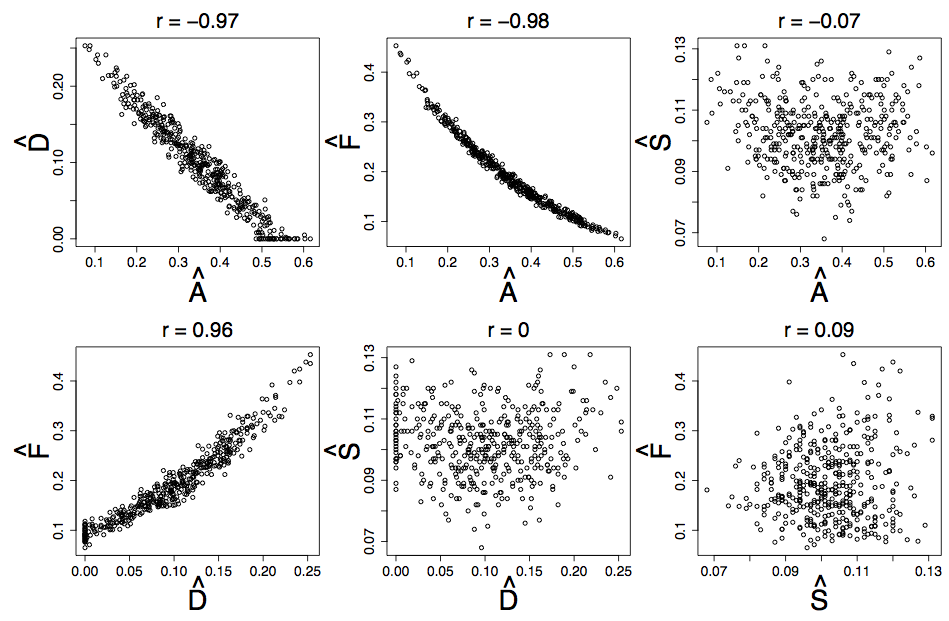 r = −0.97
r = −0.98
r = −0.07
D̂
0.00 0.10 0.20
0.1 0.2 0.3 0.4 0.5 0.6
Â
F̂
0.1 0.2 0.3 0.4
0.1 0.2 0.3 0.4 0.5 0.6
Â
Ŝ
0.07 0.09 0.11 0.13
0.1 0.2 0.3 0.4 0.5 0.6
Â
r = 0.96
r = 0
r = 0.09
F̂
0.1 0.2 0.3 0.4
0.00 0.05 0.10 0.15 0.20 0.25
D̂
Ŝ
0.07 0.09 0.11 0.13
0.00 0.05 0.10 0.15 0.20 0.25
D̂
F̂
0.1 0.2 0.3 0.4
0.07 0.09 0.11 0.13
Ŝ